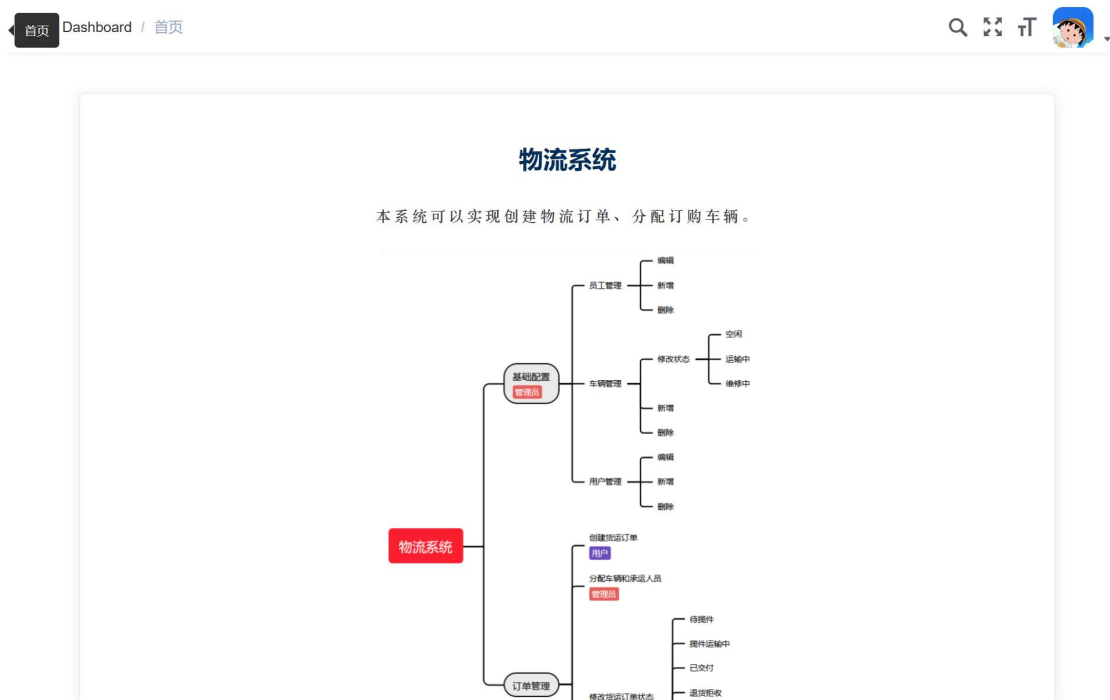 首页
Dashboard / 首页
物流系统
本系统可以实现创建物流订单、分配订购车辆。
编辑
员工管理
新增
删除
空闲
修改状态
运输中
基础配置
管理员
车辆管理
维修中
新增
删除
编辑
用户管理
新增
删除
物流系统
创建货运订单
用户
分配车辆和承运人员
管理员
待提件
提件运输中
已交付
订单管理
退货拒收
修改货运订单状态